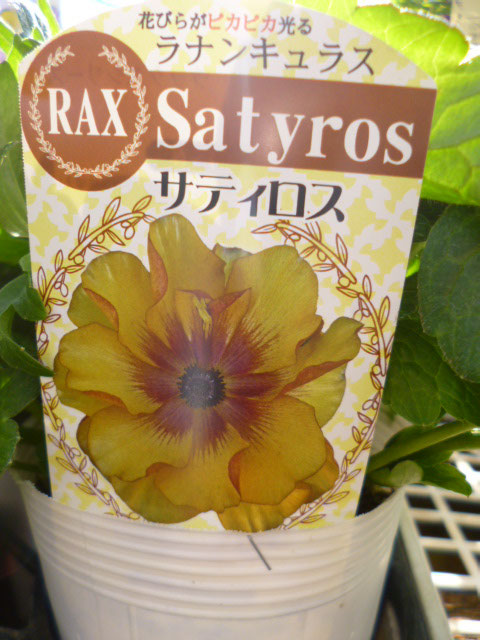 花びらがピカピカ光る
ラナンキュラス
RAX
Satyros
サティロス